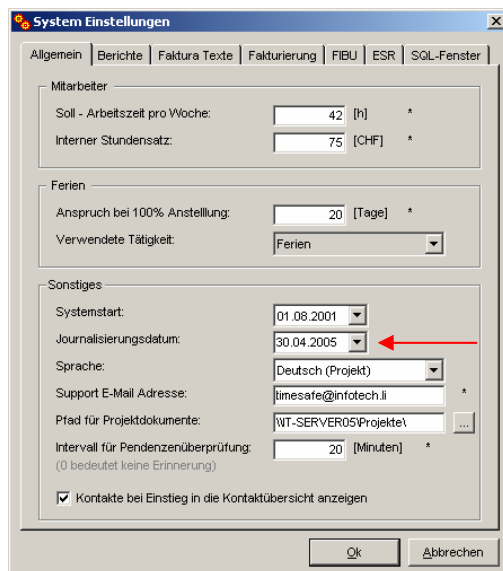 System Einstellungen
Allgemein Berichte Faktura Texte Fakturierung FIBU ESR SQL-Fenster
Mitarbeiter
Soll - Arbeitszeit pro Woche: 42 [h] *
Interner Stundensatz: 75 [CHF] *
Ferien
Anspruch bei 100% Anstelllung: 20 [Tage] *
Verwendete Tätigkeit: Ferien
Sonstiges
Systemstart: 01.08.2001
Journalisierungsdatum: 30.04.2005
Sprache: Deutsch (Projekt)
Support E-Mail Adresse: timesafe@infotech.li *
Pfad für Projektdokumente: \\IT-SERVER05\Projekte\ ...
Intervall für Pendenzenüberprüfung: 20 [Minuten] *
(0 bedeutet keine Erinnerung)
Kontakte bei Einstieg in die Kontaktübersicht anzeigen
Ok Abbrechen